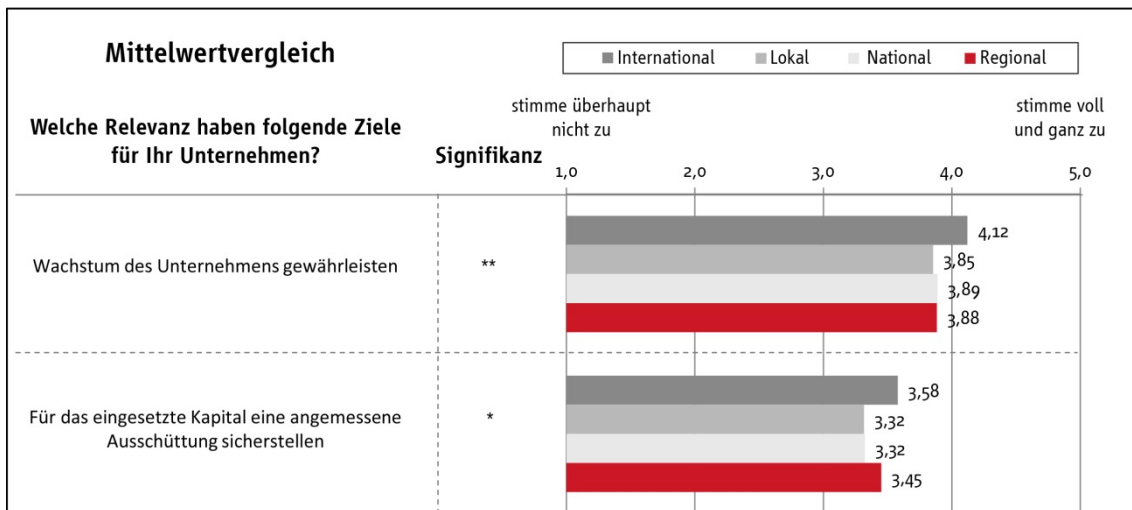 Mittelwertvergleich
International Lokal National Regional
Welche Relevanz haben folgende Ziele
für Ihr Unternehmen?
Signifikanz
stimme überhaupt
nicht zu
stimme voll
und ganz zu
1,0 2,0 3,0 4,0 5,0
Wachstum des Unternehmens gewährleisten
**
4,12
3,85
3,89
3,88
Für das eingesetzte Kapital eine angemessene
Ausschüttung sicherstellen
*
3,58
3,32
3,32
3,45